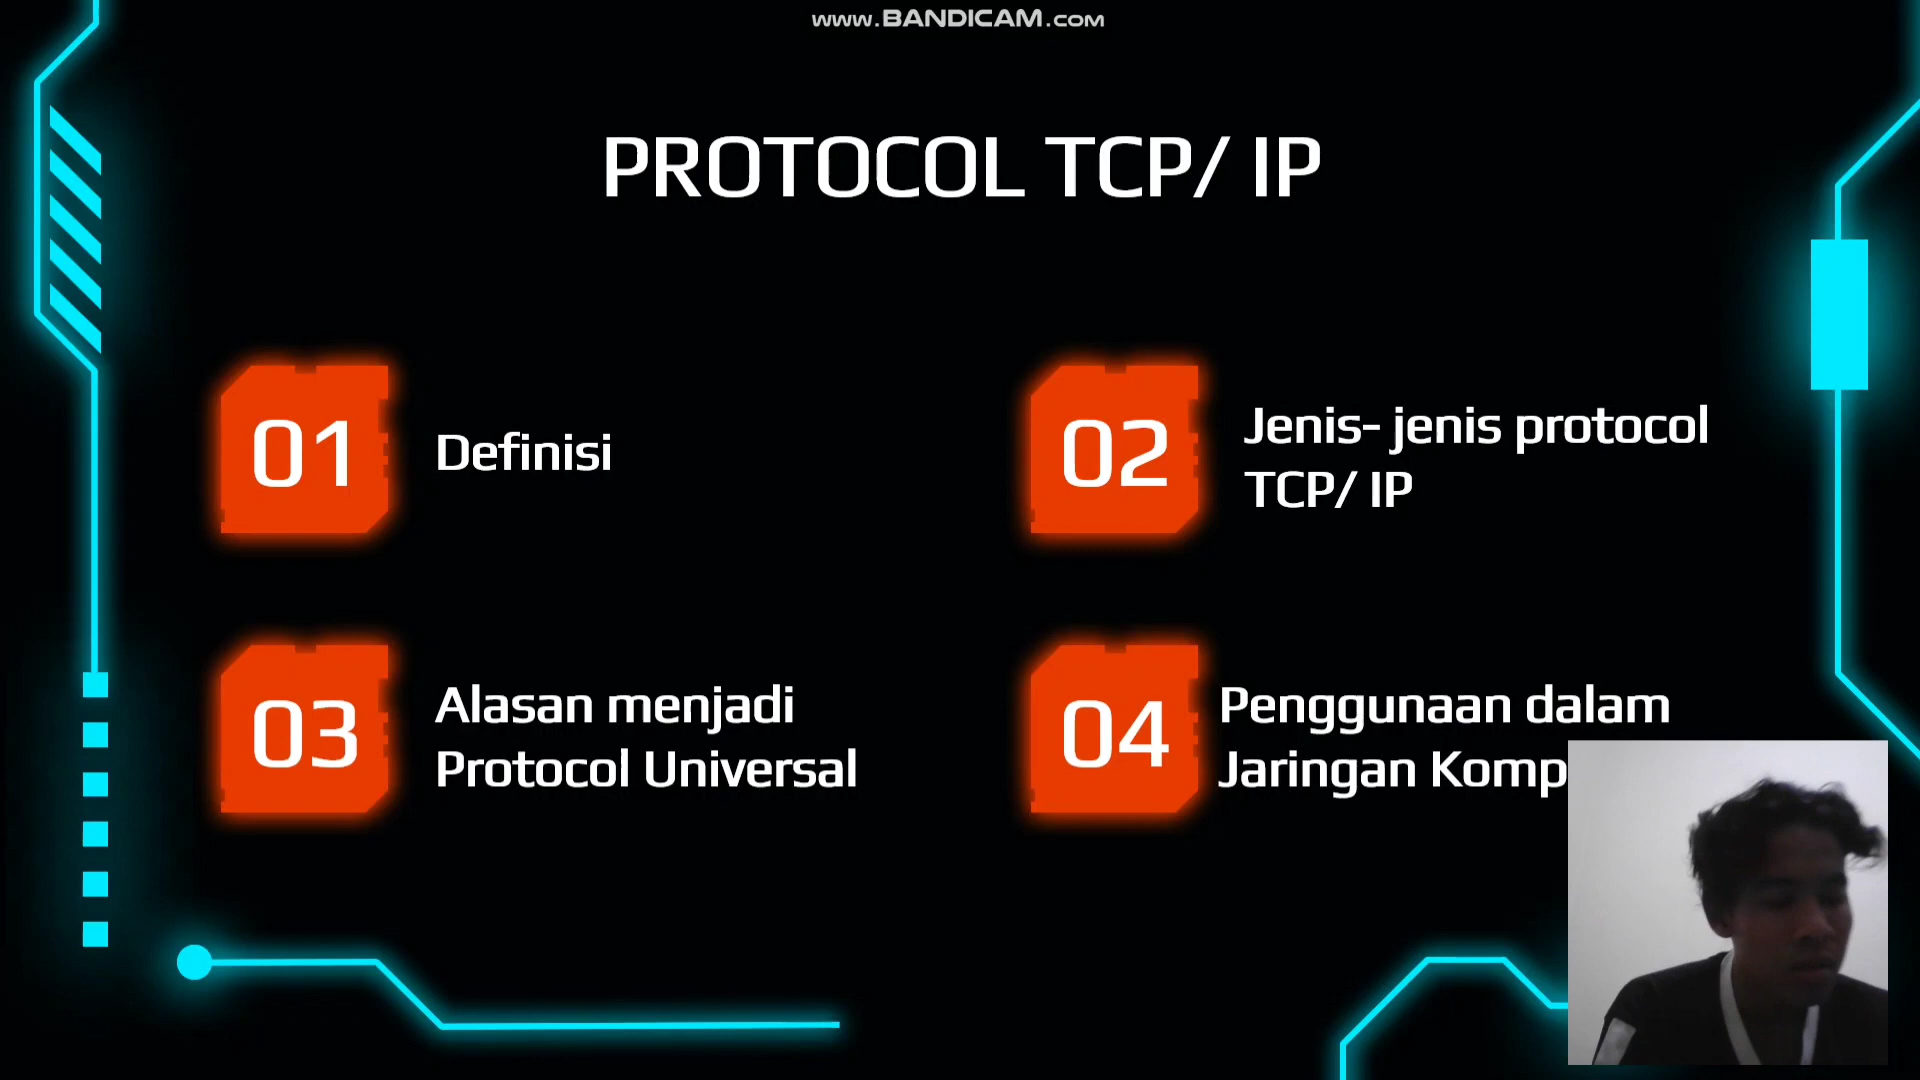 www.BANDICAM.com
PROTOCOL TCP/ IP
01
Definisi
02
Jenis- jenis protocol
TCP/ IP
03
Alasan menjadi
Protocol Universal
04
Penggunaan dalam
Jaringan Komp